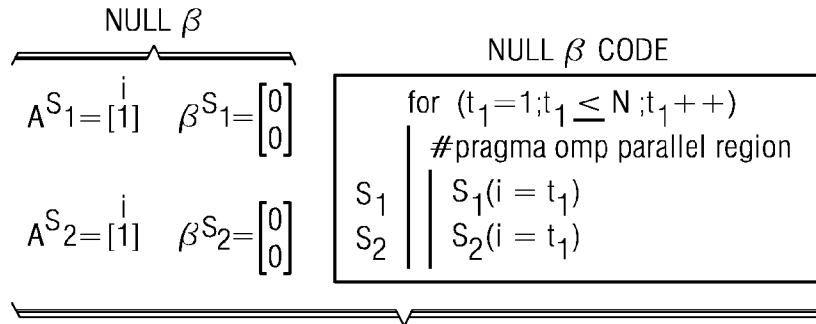 NULL β
A^S1=[1] β^S1=[0 0]
i
A^S2=[1] β^S2=[0 0]
i
NULL β CODE
for (t1=1;t1 ≤ N ;t1++)
#pragma omp parallel region
S1 S1(i = t1)
S2 S2(i = t1)